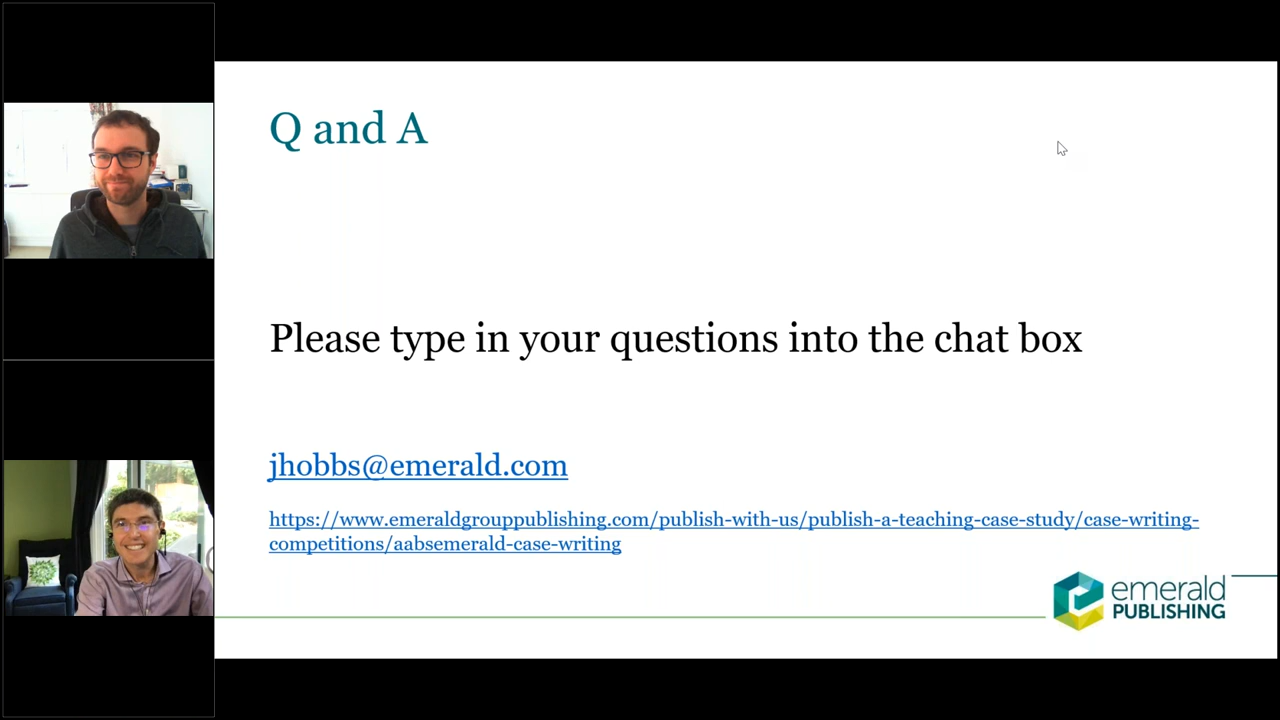 Q and A
Please type in your questions into the chat box
jhobbs@emerald.com
https://www.emeraldgrouppublishing.com/publish-with-us/publish-a-teaching-case-study/case-writing-
competitions/aabsemerald-case-writing
emerald
PUBLISHING